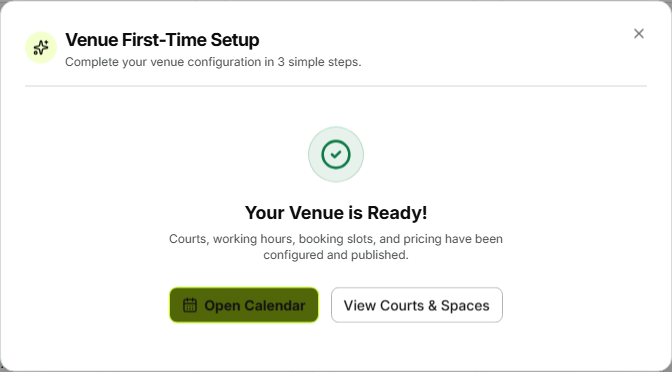 Venue First-Time Setup
Complete your venue configuration in 3 simple steps.
Your Venue is Ready!
Courts, working hours, booking slots, and pricing have been
configured and published.
Open Calendar
View Courts & Spaces